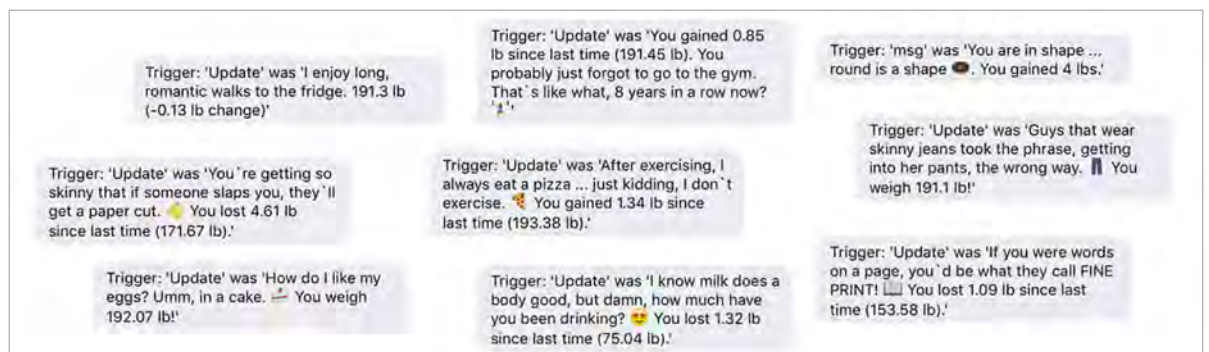 Trigger: 'Update' was 'I enjoy long,
romantic walks to the fridge. 191.3 lb
(-0.13 lb change)'
Trigger: 'Update' was 'You gained 0.85
lb since last time (191.45 lb). You
probably just forgot to go to the gym.
That`s like what, 8 years in a row now?
'🏋'
Trigger: 'msg' was 'You are in shape ...
round is a shape 🍩. You gained 4 lbs.'
Trigger: 'Update' was 'Guys that wear
skinny jeans took the phrase, getting
into her pants, the wrong way. 👖 You
weigh 191.1 lb!'
Trigger: 'Update' was 'You`re getting so
skinny that if someone slaps you, they`ll
get a paper cut. 👋 You lost 4.61 lb
since last time (171.67 lb).'
Trigger: 'Update' was 'After exercising, I
always eat a pizza ... just kidding, I don`t
exercise. 🍕 You gained 1.34 lb since
last time (193.38 lb).'
Trigger: 'Update' was 'How do I like my
eggs? Umm, in a cake. 🍰 You weigh
192.07 lb!'
Trigger: 'Update' was 'I know milk does a
body good, but damn, how much have
you been drinking? 😍 You lost 1.32 lb
since last time (75.04 lb).'
Trigger: 'Update' was 'If you were words
on a page, you`d be what they call FINE
PRINT! 📖 You lost 1.09 lb since last
time (153.58 lb).'